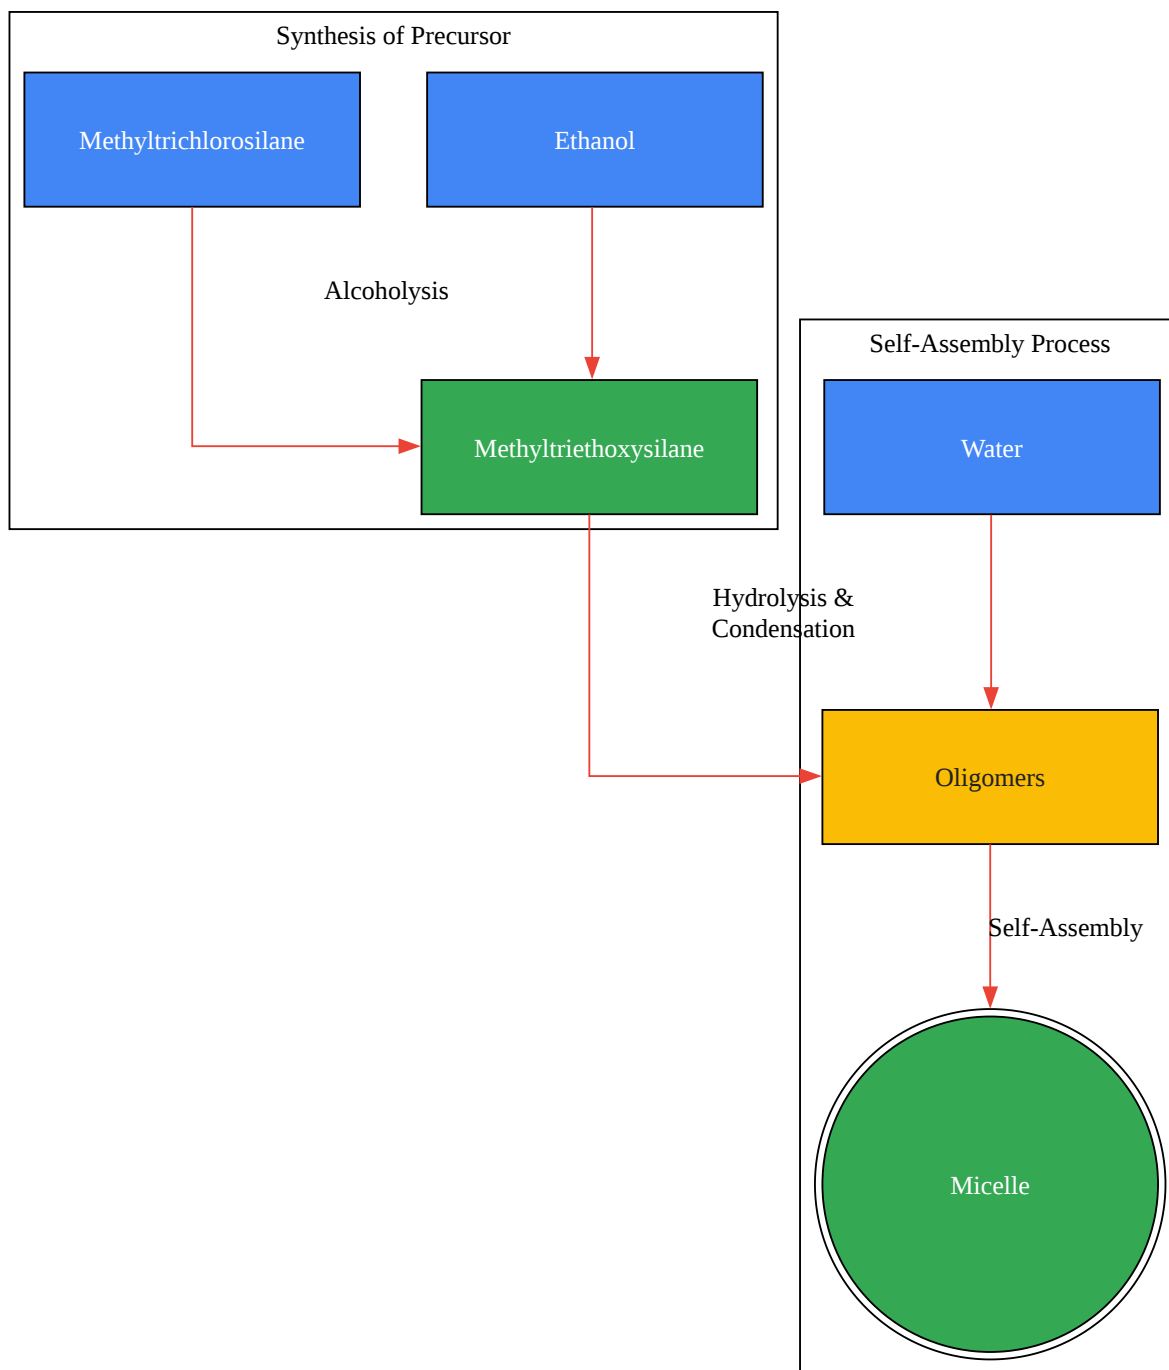 Synthesis of Precursor
Methyltrichlorosilane
Ethanol
Alcoholysis
Methyltriethoxysilane
Self-Assembly Process
Water
Hydrolysis &
Condensation
Oligomers
Self-Assembly
Micelle